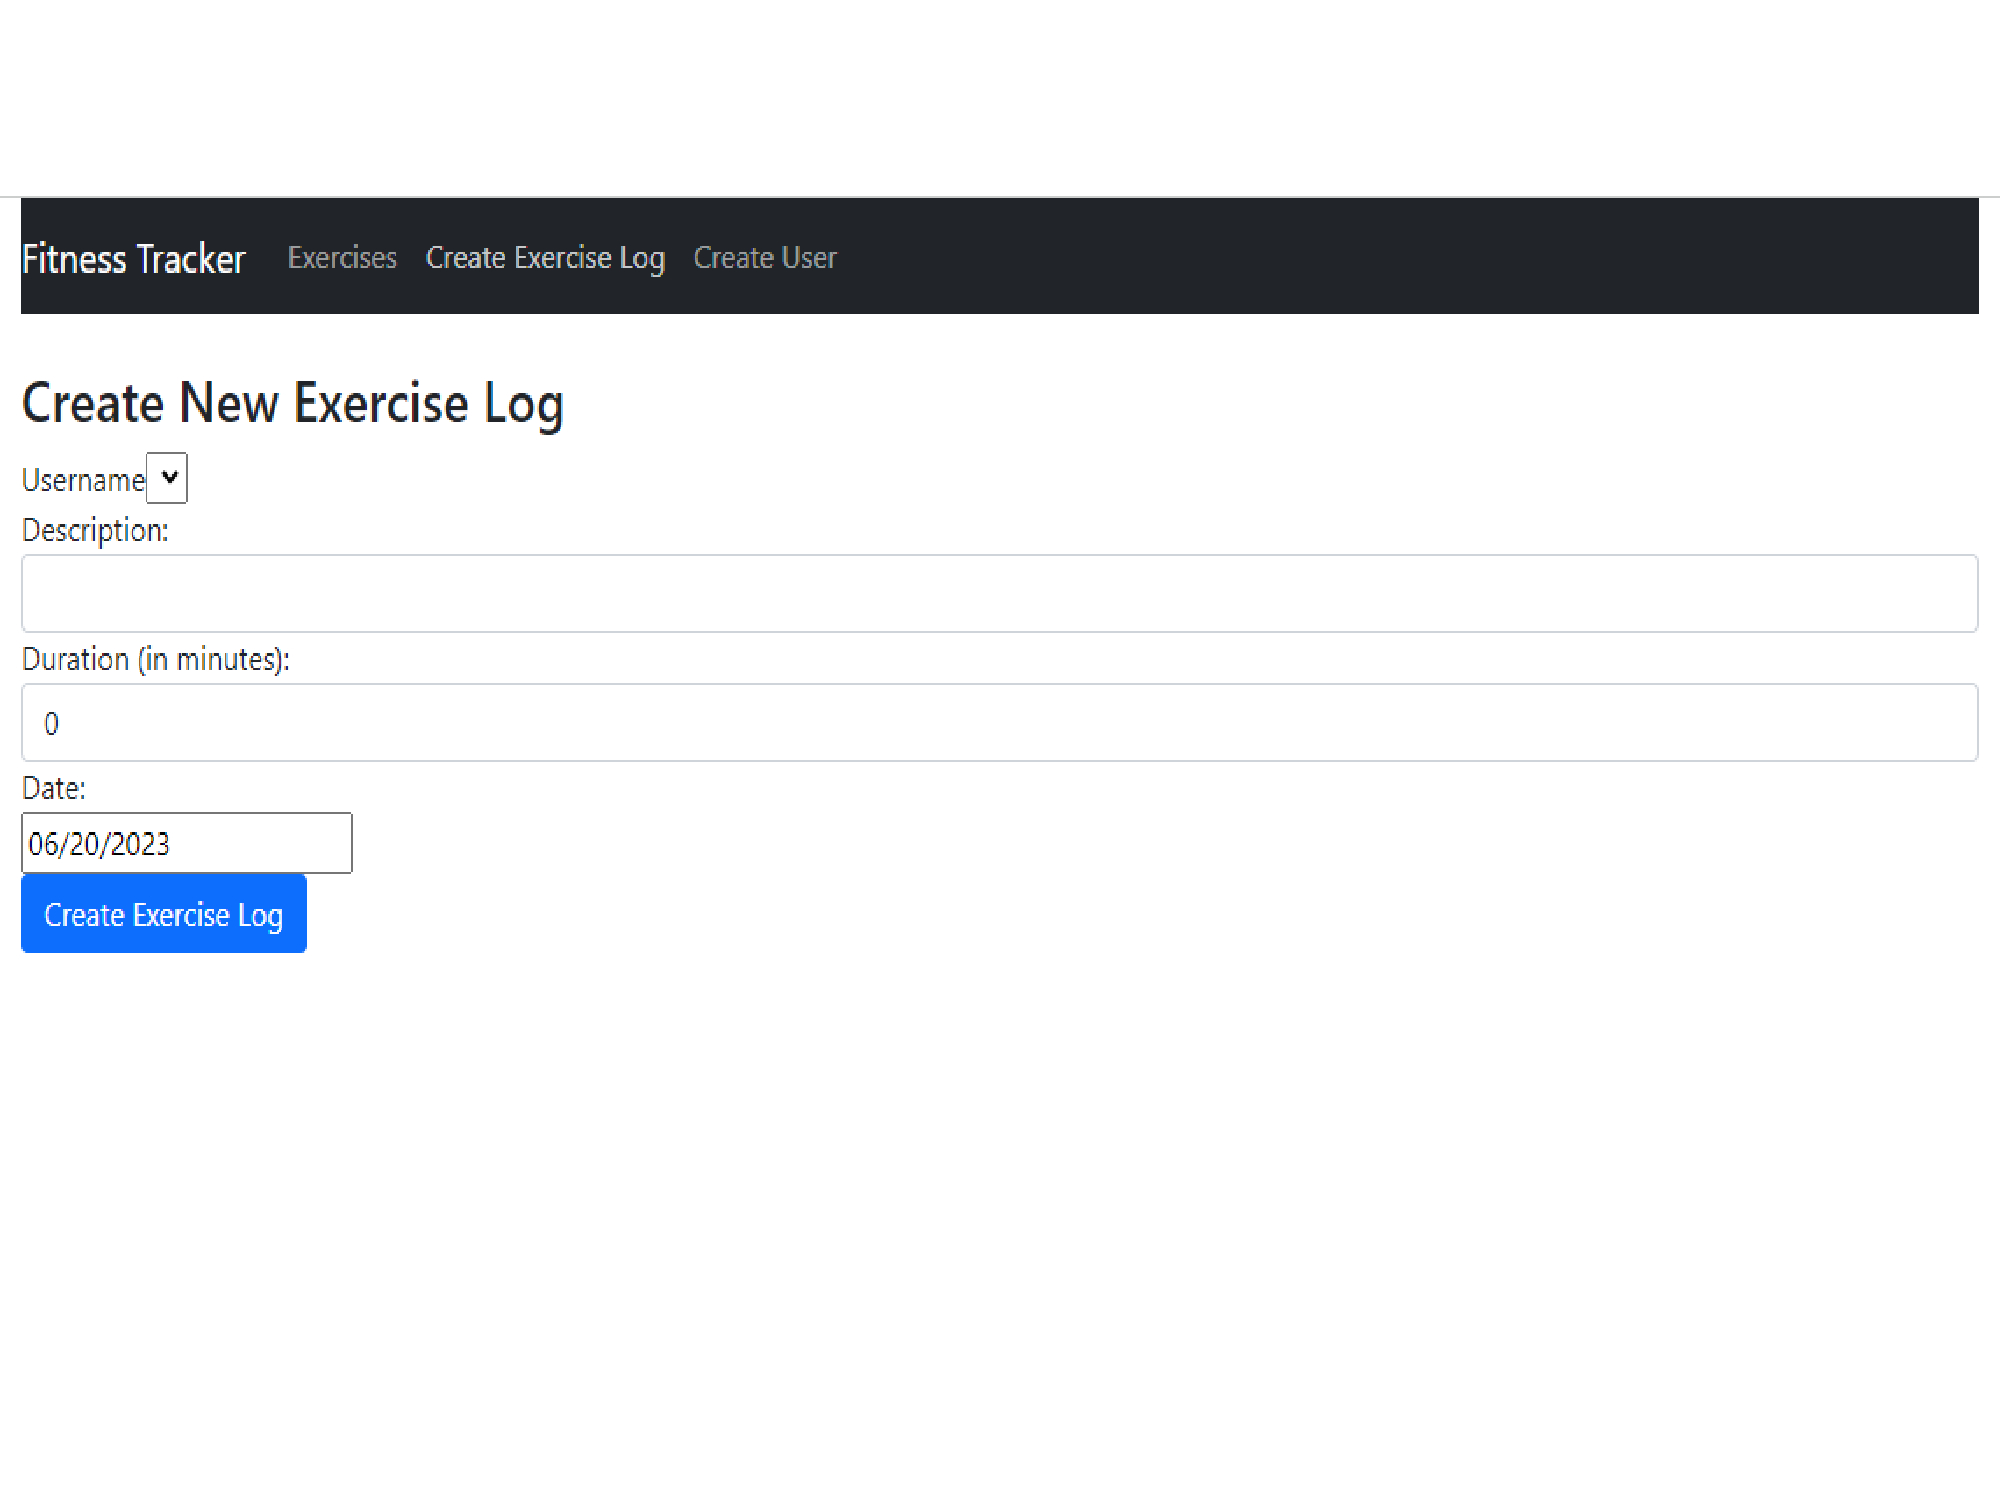 Fitness Tracker Exercises Create Exercise Log Create User
Create New Exercise Log
Username
Description:
Duration (in minutes):
0
Date:
06/20/2023
Create Exercise Log